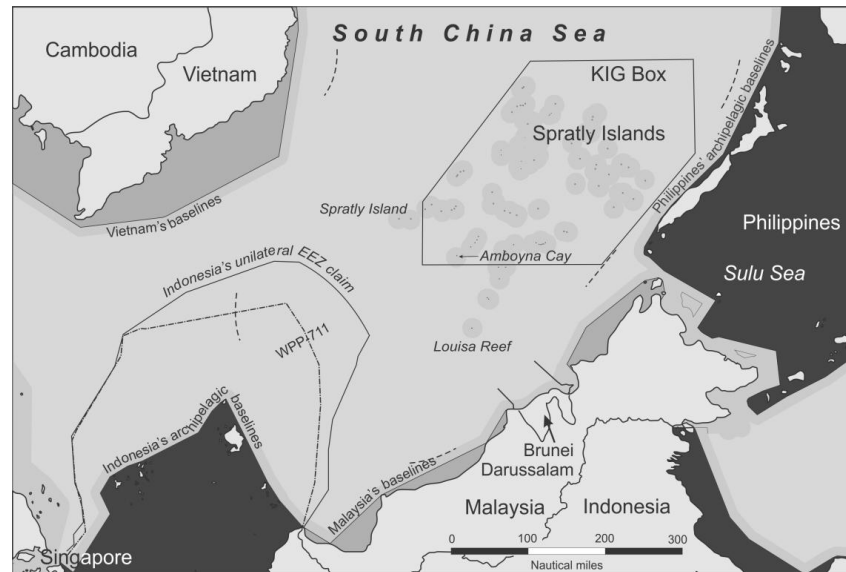 South China Sea
Cambodia
Vietnam
KIG Box
Spratly Islands
Philippines' archipelagic baselines
Spratly Island
Vietnam's baselines
Philippines
Amboyna Cay
Sulu Sea
Indonesia's unilateral EEZ claim
WPP-711
Louisa Reef
Indonesia's archipelagic
baselines
Brunei
Darussalam
Malaysia's baselines
Malaysia
Indonesia
Singapore
0
100
200
300
Nautical miles